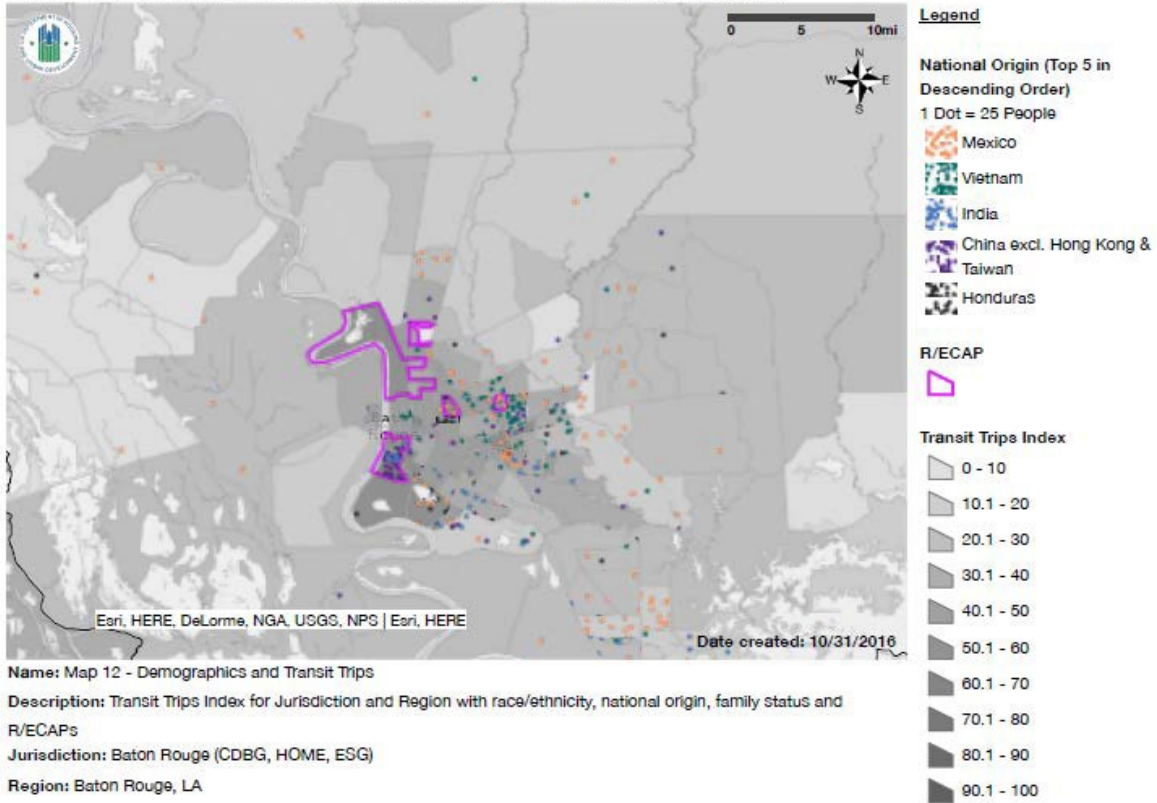 0 5 10mi
N
W E
S
Esri, HERE, DeLorme, NGA, USGS, NPS | Esri, HERE
Date created: 10/31/2016
Legend
National Origin (Top 5 in
Descending Order)
1 Dot = 25 People
Mexico
Vietnam
India
China excl. Hong Kong &
Taiwan
Honduras
R/ECAP
Transit Trips Index
0 - 10
10.1 - 20
20.1 - 30
30.1 - 40
40.1 - 50
50.1 - 60
60.1 - 70
70.1 - 80
80.1 - 90
90.1 - 100
Name: Map 12 - Demographics and Transit Trips
Description: Transit Trips Index for Jurisdiction and Region with race/ethnicity, national origin, family status and
R/ECAPs
Jurisdiction: Baton Rouge (CDBG, HOME, ESG)
Region: Baton Rouge, LA